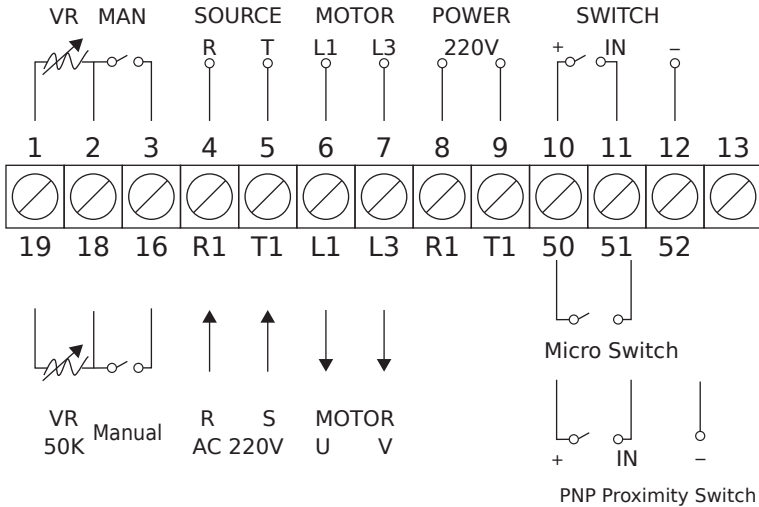 VR MAN SOURCE MOTOR POWER SWITCH
R T L1 L3 220V + IN –
1 2 3 4 5 6 7 8 9 10 11 12 13
19 18 16 R1 T1 L1 L3 R1 T1 50 51 52
Micro Switch
VR Manual R S MOTOR
50K AC 220V U V
+ IN –
PNP Proximity Switch